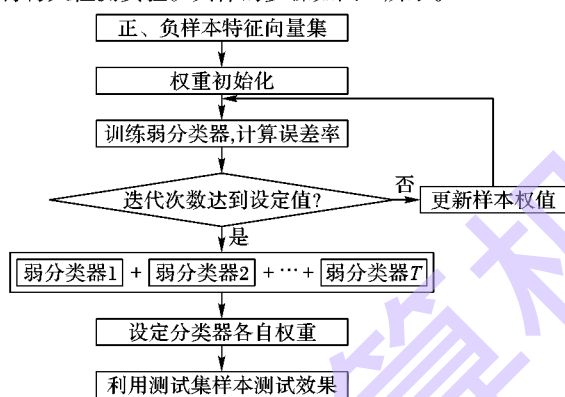 正、负样本特征向量集
权重初始化
训练弱分类器,计算误差率
迭代次数达到设定值?
否
更新样本权值
是
弱分类器1 + 弱分类器2 + … + 弱分类器T
设定分类器各自权重
利用测试集样本测试效果
算机